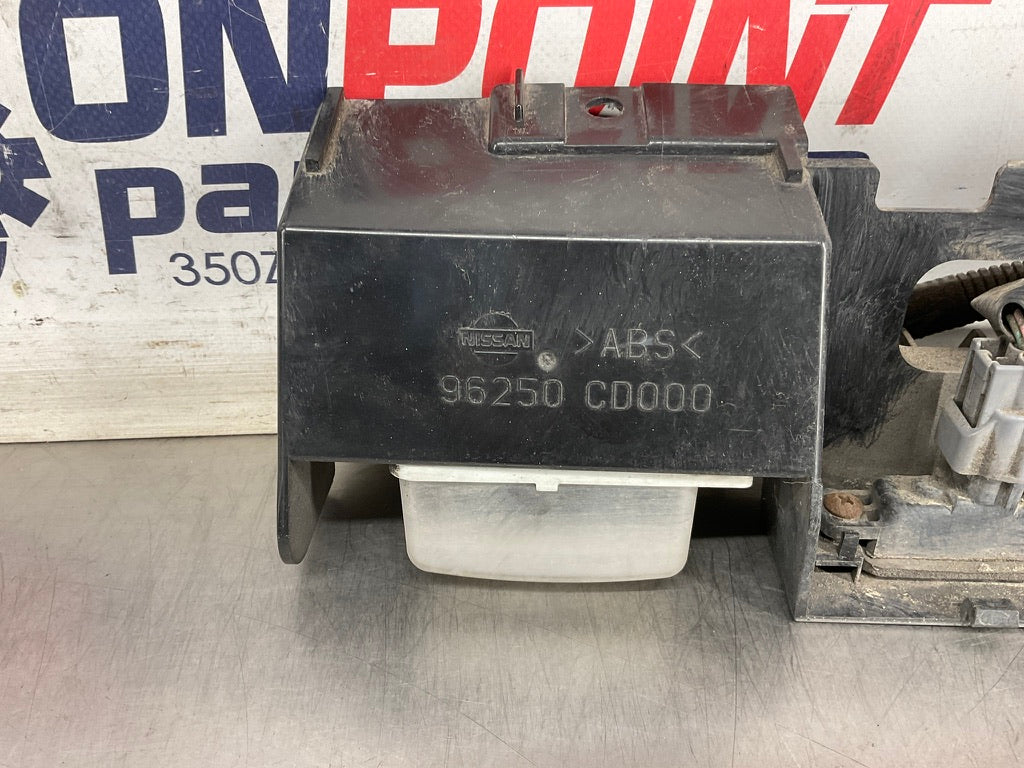 ONPOINT
pa
350Z
NISSAN
>ABS<
96250 CD000